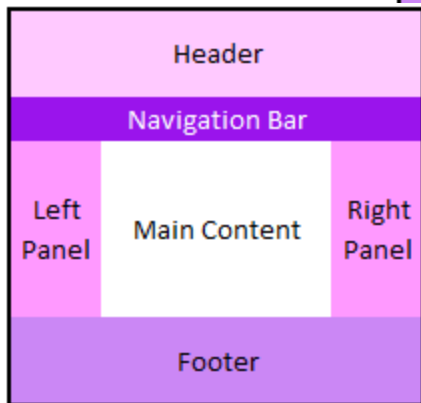 Header
Navigation Bar
Left
Panel
Main Content
Right
Panel
Footer